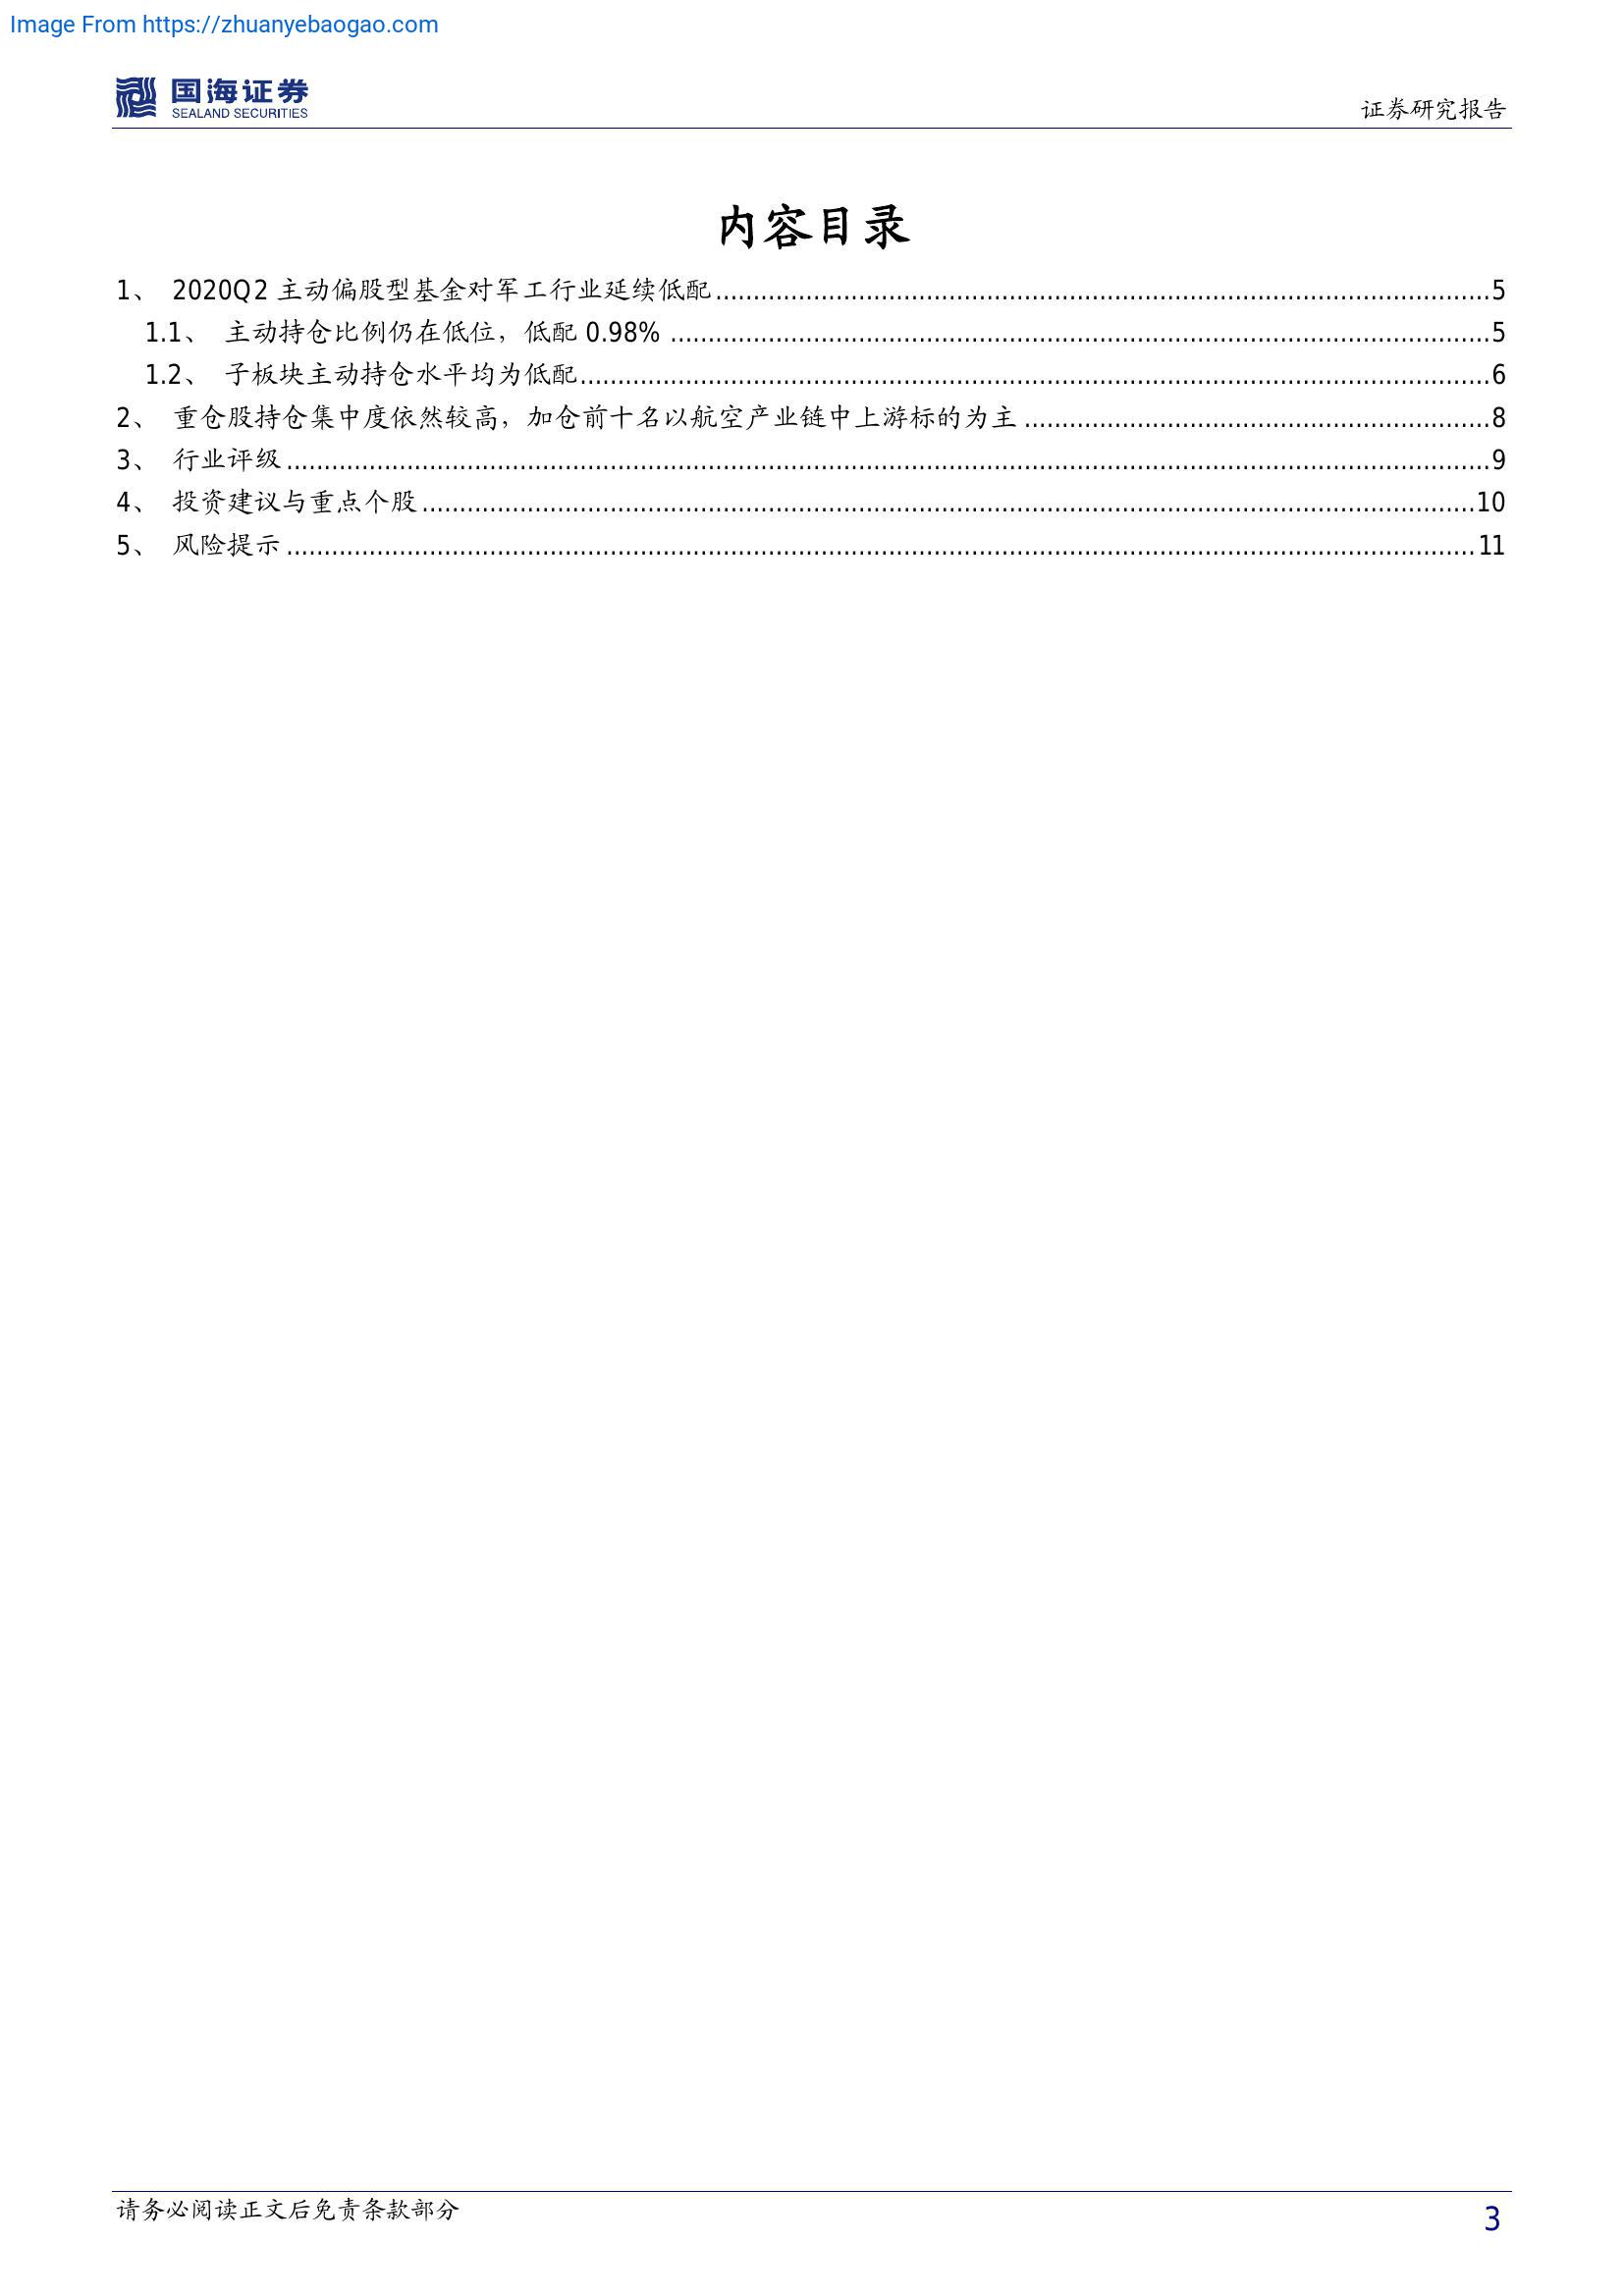 Image From https://zhuanyebaogao.com
国海证券
SEALAND SECURITIES
证券研究报告
内容目录
1、 2020Q2 主动偏股型基金对军工行业延续低配........................................5
1.1、 主动持仓比例仍在低位，低配 0.98% ........................................5
1.2、 子板块主动持仓水平均为低配........................................6
2、 重仓股持仓集中度依然较高，加仓前十名以航空产业链中上游标的为主 ........................................8
3、 行业评级........................................9
4、 投资建议与重点个股........................................10
5、 风险提示........................................11
请务必阅读正文后免责条款部分
3